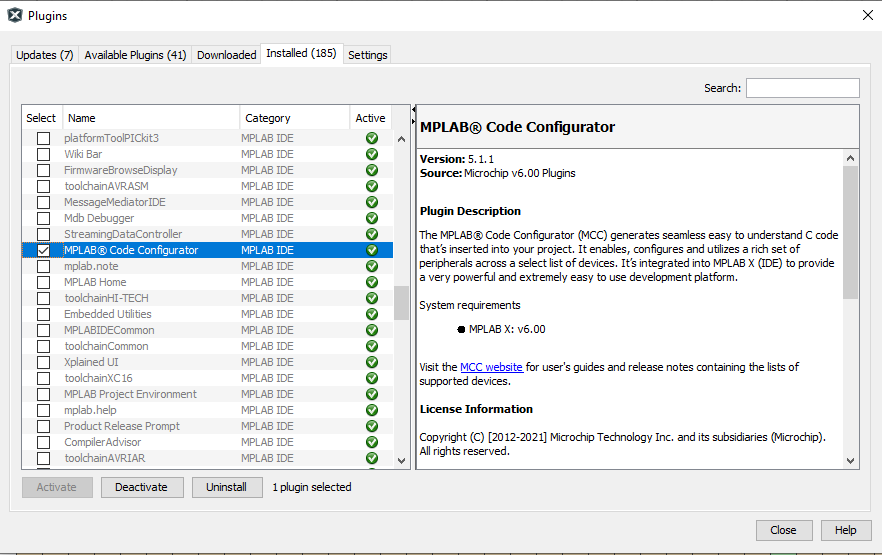 Plugins
Updates (7) Available Plugins (41) Downloaded Installed (185) Settings
Search:
Select Name Category Active
platformToolPICkit3 MPLAB IDE
Wiki Bar MPLAB IDE
FirmwareBrowseDisplay MPLAB IDE
toolchainAVRASM MPLAB IDE
MessageMediatorIDE MPLAB IDE
Mdb Debugger MPLAB IDE
StreamingDataController MPLAB IDE
MPLAB® Code Configurator MPLAB IDE
mplab.note MPLAB IDE
MPLAB Home MPLAB IDE
toolchainHI-TECH MPLAB IDE
Embedded Utilities MPLAB IDE
MPLABIDECommon MPLAB IDE
toolchainCommon MPLAB IDE
Xplained UI MPLAB IDE
toolchainXC16 MPLAB IDE
MPLAB Project Environment MPLAB IDE
mplab.help MPLAB IDE
Product Release Prompt MPLAB IDE
CompilerAdvisor MPLAB IDE
toolchainAVRIAR MPLAB IDE
MPLAB® Code Configurator
Version: 5.1.1
Source: Microchip v6.00 Plugins
Plugin Description
The MPLAB® Code Configurator (MCC) generates seamless easy to understand C code
that's inserted into your project. It enables, configures and utilizes a rich set of
peripherals across a select list of devices. It's integrated into MPLAB X (IDE) to provide
a very powerful and extremely easy to use development platform.
System requirements
● MPLAB X: v6.00
Visit the MCC website for user's guides and release notes containing the lists of
supported devices.
License Information
Copyright (C) [2012-2021] Microchip Technology Inc. and its subsidiaries (Microchip).
All rights reserved.
Activate Deactivate Uninstall 1 plugin selected
Close Help